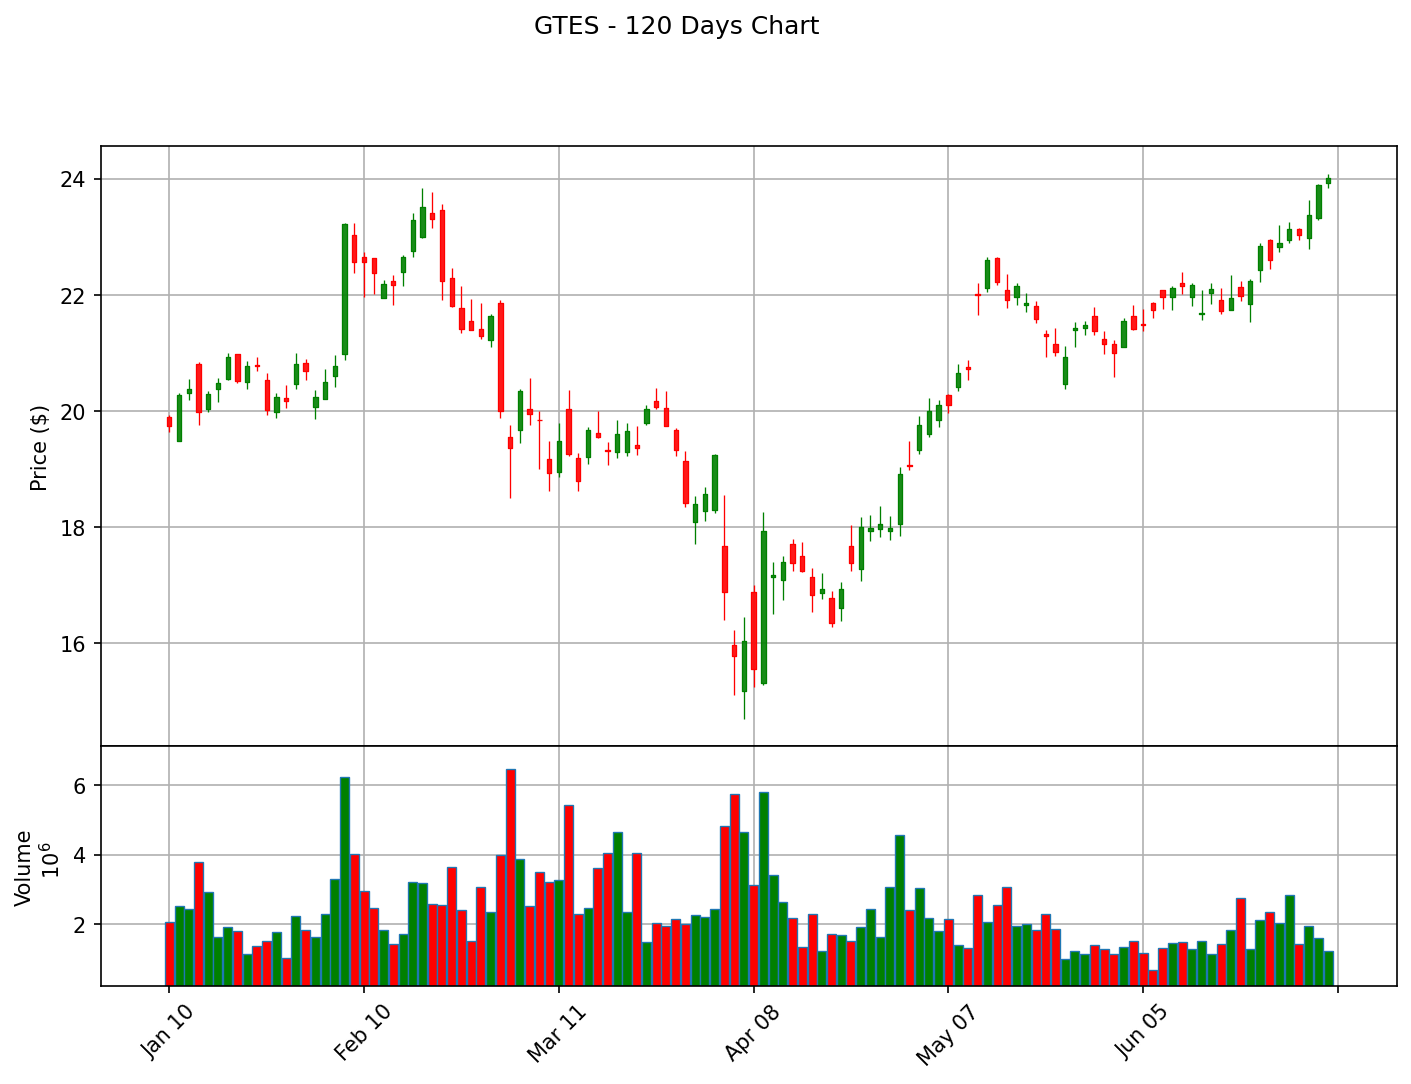 GTES - 120 Days Chart
Price ($)
24
22
20
18
16
Volume
10^6
6
4
2
Jan 10
Feb 10
Mar 11
Apr 08
May 07
Jun 05